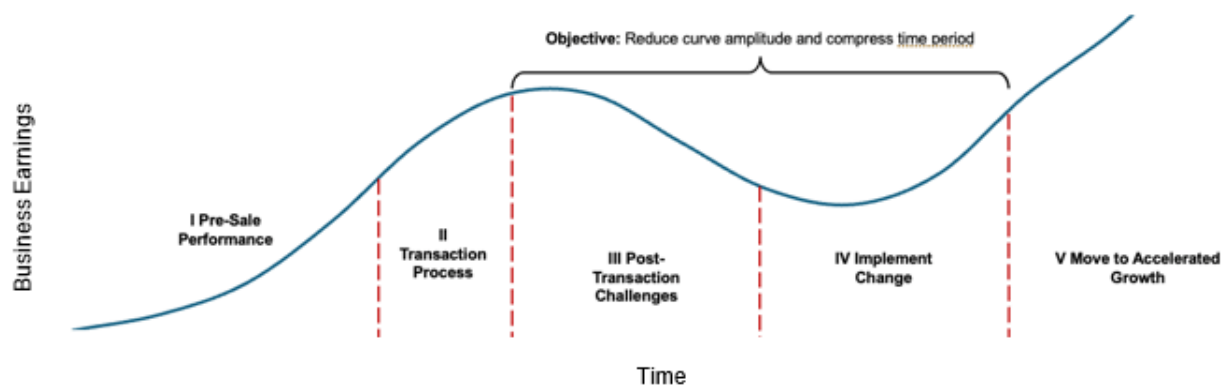 Objective: Reduce curve amplitude and compress time period
Business Earnings
I Pre-Sale
Performance
II
Transaction
Process
III Post-
Transaction
Challenges
IV Implement
Change
V Move to Accelerated
Growth
Time